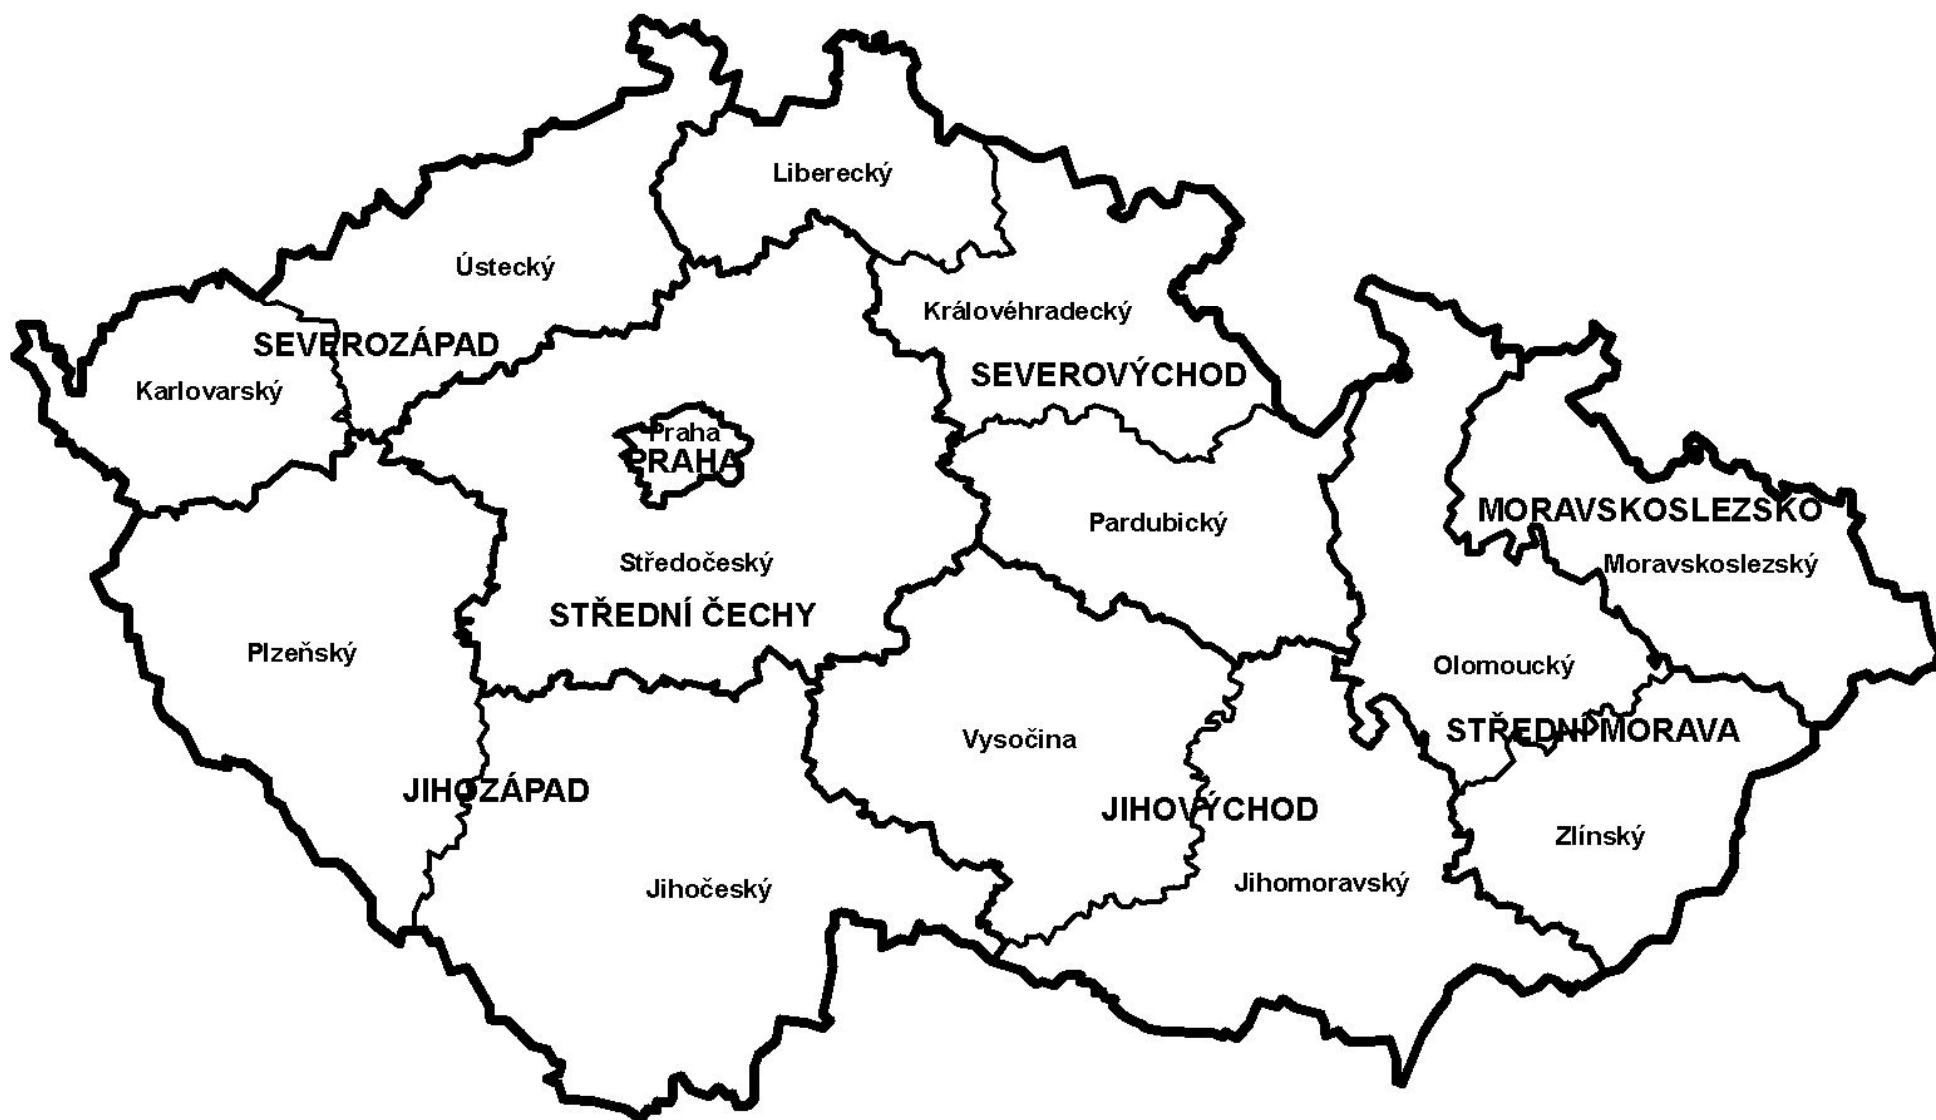 Liberecký
Ústecký
Královéhradecký
SEVEROZÁPAD
SEVEROVÝCHOD
Karlovarský
Praha
PRAHA
MORAVSKOSLEZSKO
Pardubický
Středočeský
Moravskoslezský
STŘEDNÍ ČECHY
Plzeňský
Olomoucký
STŘEDNÍ MORAVA
Vysočina
JIHOZÁPAD
JIHOVÝCHOD
Zlínský
Jihočeský
Jihomoravský